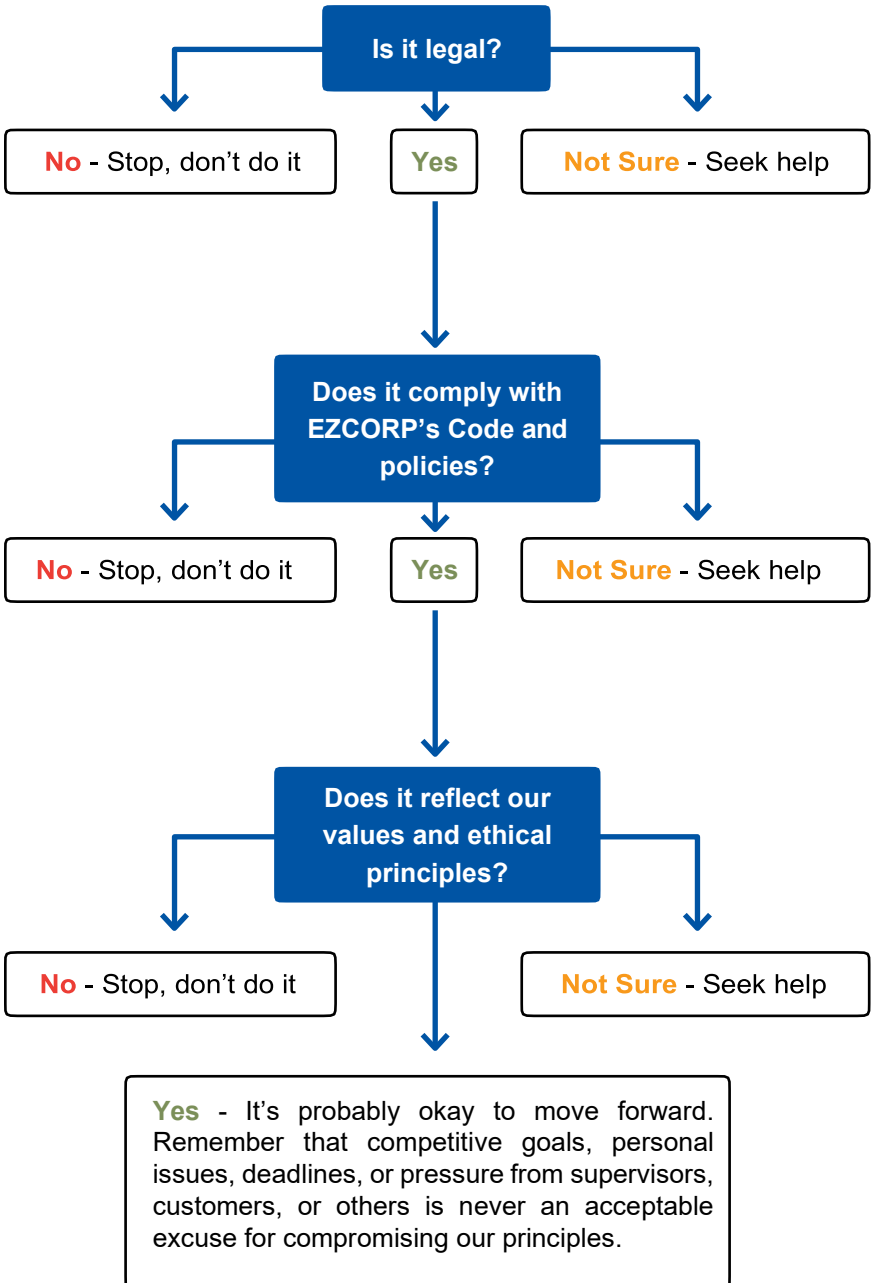 Is it legal?
No - Stop, don’t do it
Yes
Not Sure - Seek help
Does it comply with
EZCORP’s Code and
policies?
No - Stop, don’t do it
Yes
Not Sure - Seek help
Does it reflect our
values and ethical
principles?
No - Stop, don’t do it
Not Sure - Seek help
Yes - It’s probably okay to move forward.
Remember that competitive goals, personal
issues, deadlines, or pressure from supervisors,
customers, or others is never an acceptable
excuse for compromising our principles.